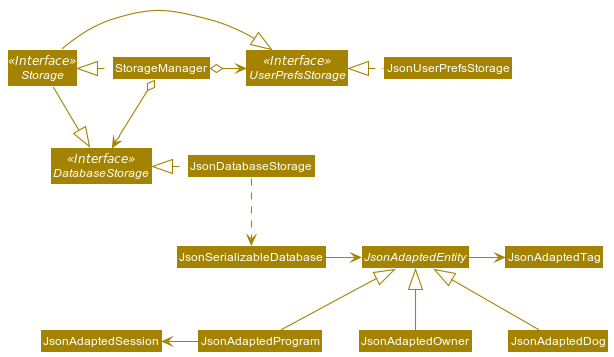 «Interface»
Storage
StorageManager
«Interface»
UserPrefsStorage
JsonUserPrefsStorage
«Interface»
DatabaseStorage
JsonDatabaseStorage
JsonSerializableDatabase
JsonAdaptedEntity
JsonAdaptedTag
JsonAdaptedSession
JsonAdaptedProgram
JsonAdaptedOwner
JsonAdaptedDog